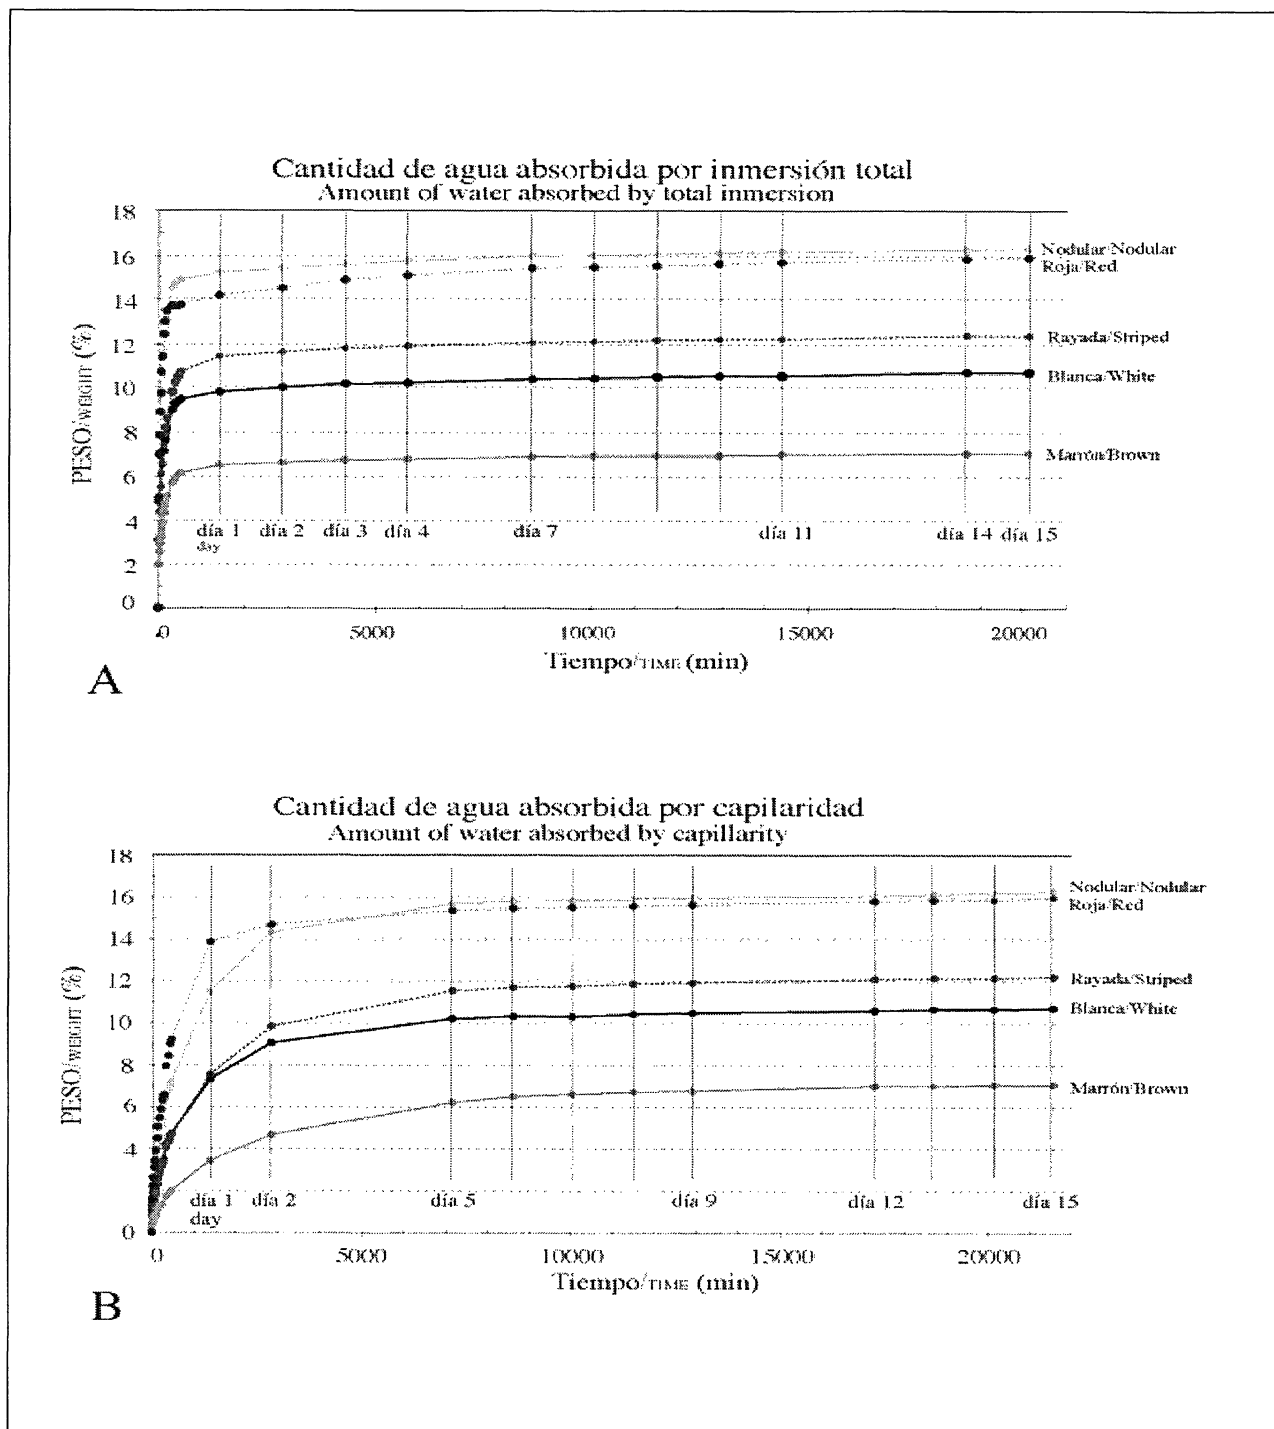 Cantidad de agua absorbida por inmersión total
Amount of water absorbed by total inmersion
18
16
14
12
10
8
6
4
2
0
PESO/WEIGHT (%)
Nodular/Nodular
Roja/Red
Rayada/Striped
Blanca/White
Marrón/Brown
día 1 día 2 día 3 día 4 día 7 día 11 día 14 día 15
day
0 5000 10000 15000 20000
Tiempo/TIME (min)
A
Cantidad de agua absorbida por capilaridad
Amount of water absorbed by capillarity
18
16
14
12
10
8
6
4
2
0
PESO/WEIGHT (%)
Nodular/Nodular
Roja/Red
Rayada/Striped
Blanca/White
Marrón/Brown
día 1 día 2 día 5 día 9 día 12 día 15
day
0 5000 10000 15000 20000
Tiempo/TIME (min)
B